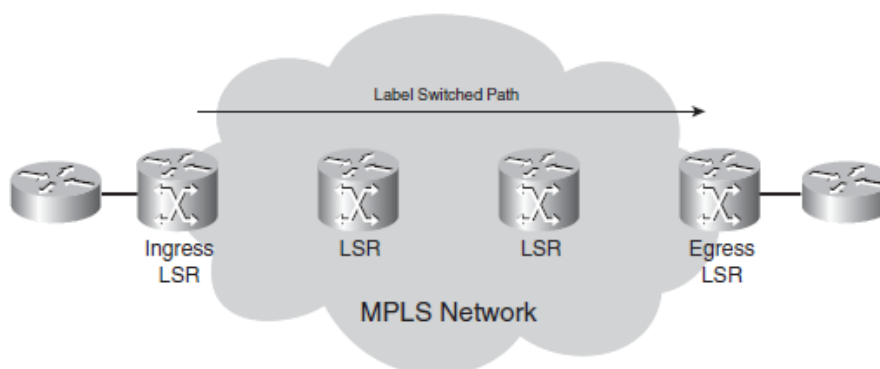 Label Switched Path
Ingress
LSR
LSR
LSR
Egress
LSR
MPLS Network